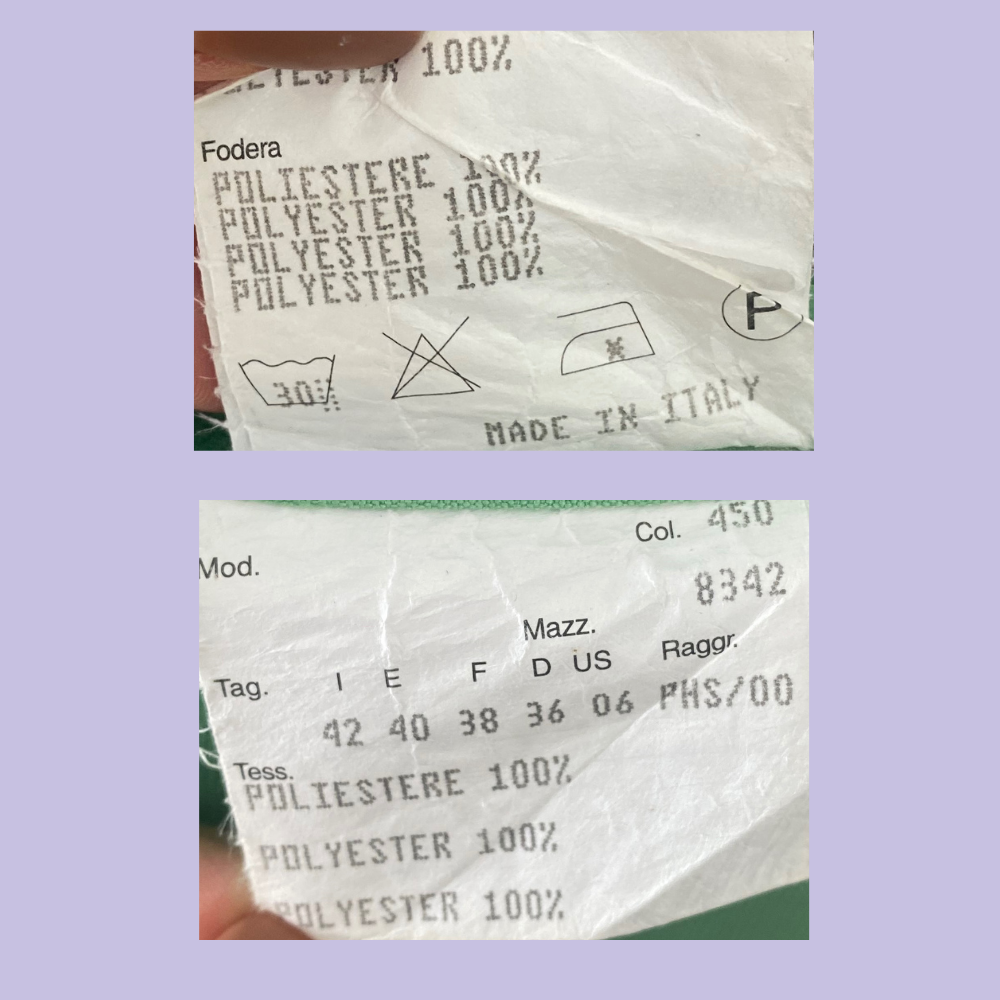 100%
Fodera
POLIESTERE 100%
POLYESTER 100%
POLYESTER 100%
POLYESTER 100%
30
P
MADE IN ITALY
Col. 450
Mod.
8342
Mazz.
Tag. I E F D US Raggr.
42 40 38 36 06 PHS/00
Tess.
POLIESTERE 100%
POLYESTER 100%
POLYESTER 100%